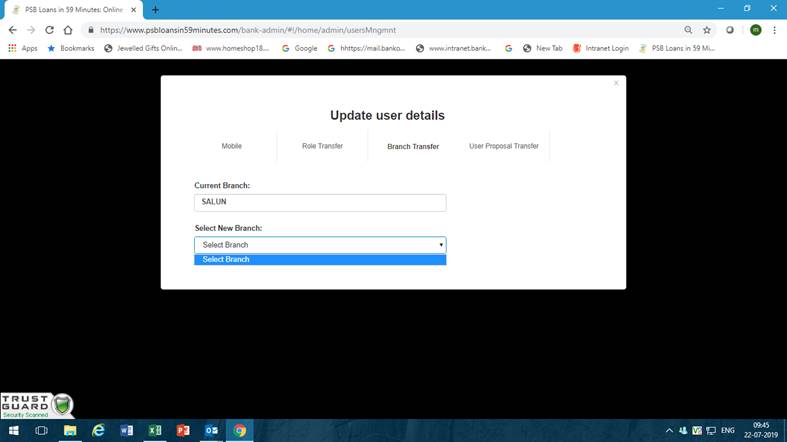 PSB Loans in 59 Minutes: Online
https://www.psbloansin59minutes.com/bank-admin/#!/home/admin/usersMngmnt
m
Apps Bookmarks Jewelled Gifts Onlin... www.homeshop18.... Google hhttps://mail.banko... www.intranet.bank... New Tab Intranet Login PSB Loans in 59 Mi...
x
Update user details
Mobile Role Transfer Branch Transfer User Proposal Transfer
Current Branch:
SALUN
Select New Branch:
Select Branch
Select Branch
TRUST
GUARD
Security Scanned
ENG
09:45
22-07-2019